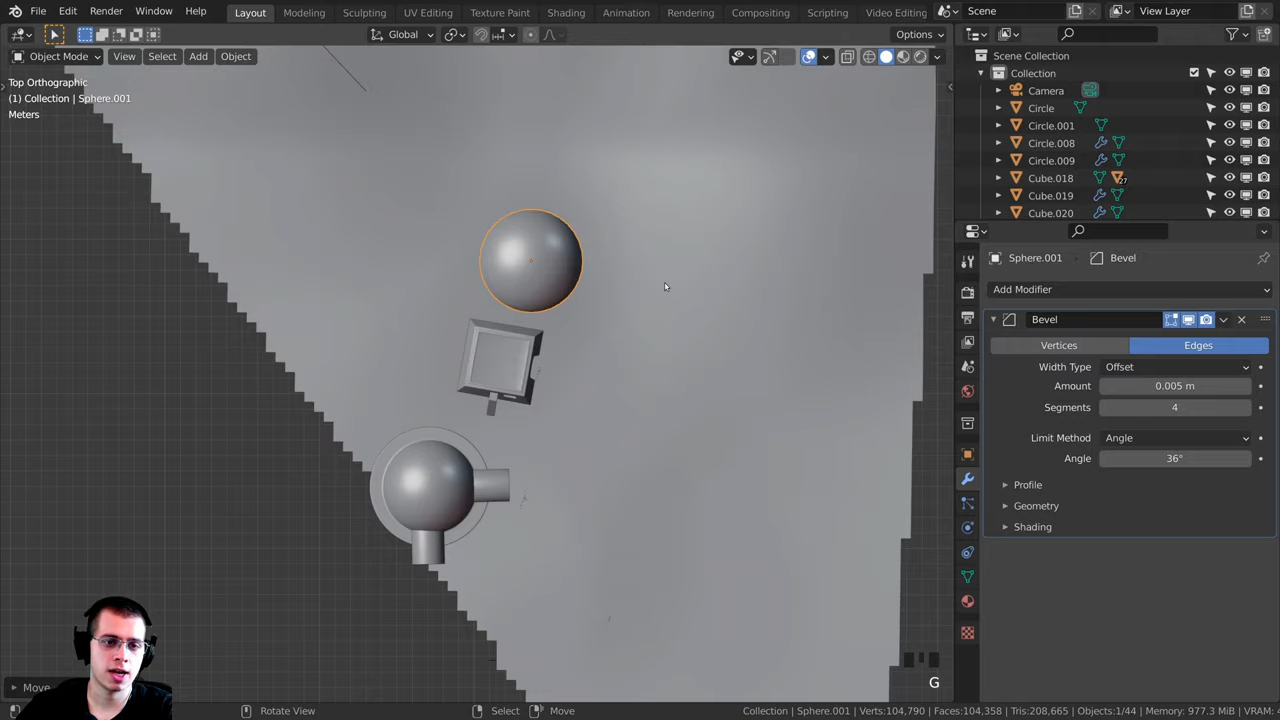 File Edit Render Window Help
Layout Modeling Sculpting UV Editing Texture Paint Shading Animation Rendering Compositing Scripting Video Editing
Scene View Layer
Global Options
Object Mode View Select Add Object
Top Orthographic
(1) Collection | Sphere.001
Meters
Scene Collection
Collection
Camera
Circle
Circle.001
Circle.008
Circle.009
Cube.018 27
Cube.019
Cube.020
Sphere.001 Bevel
Add Modifier
Bevel
Vertices Edges
Width Type Offset
Amount 0.005 m
Segments 4
Limit Method Angle
Angle 36°
Profile
Geometry
Shading
Move
G
Rotate View Select Move Collection | Sphere.001 | Verts:104,790 | Faces:104,358 | Tris:208,665 | Objects:1/44 | Memory: 977.3 MiB | VRAM: